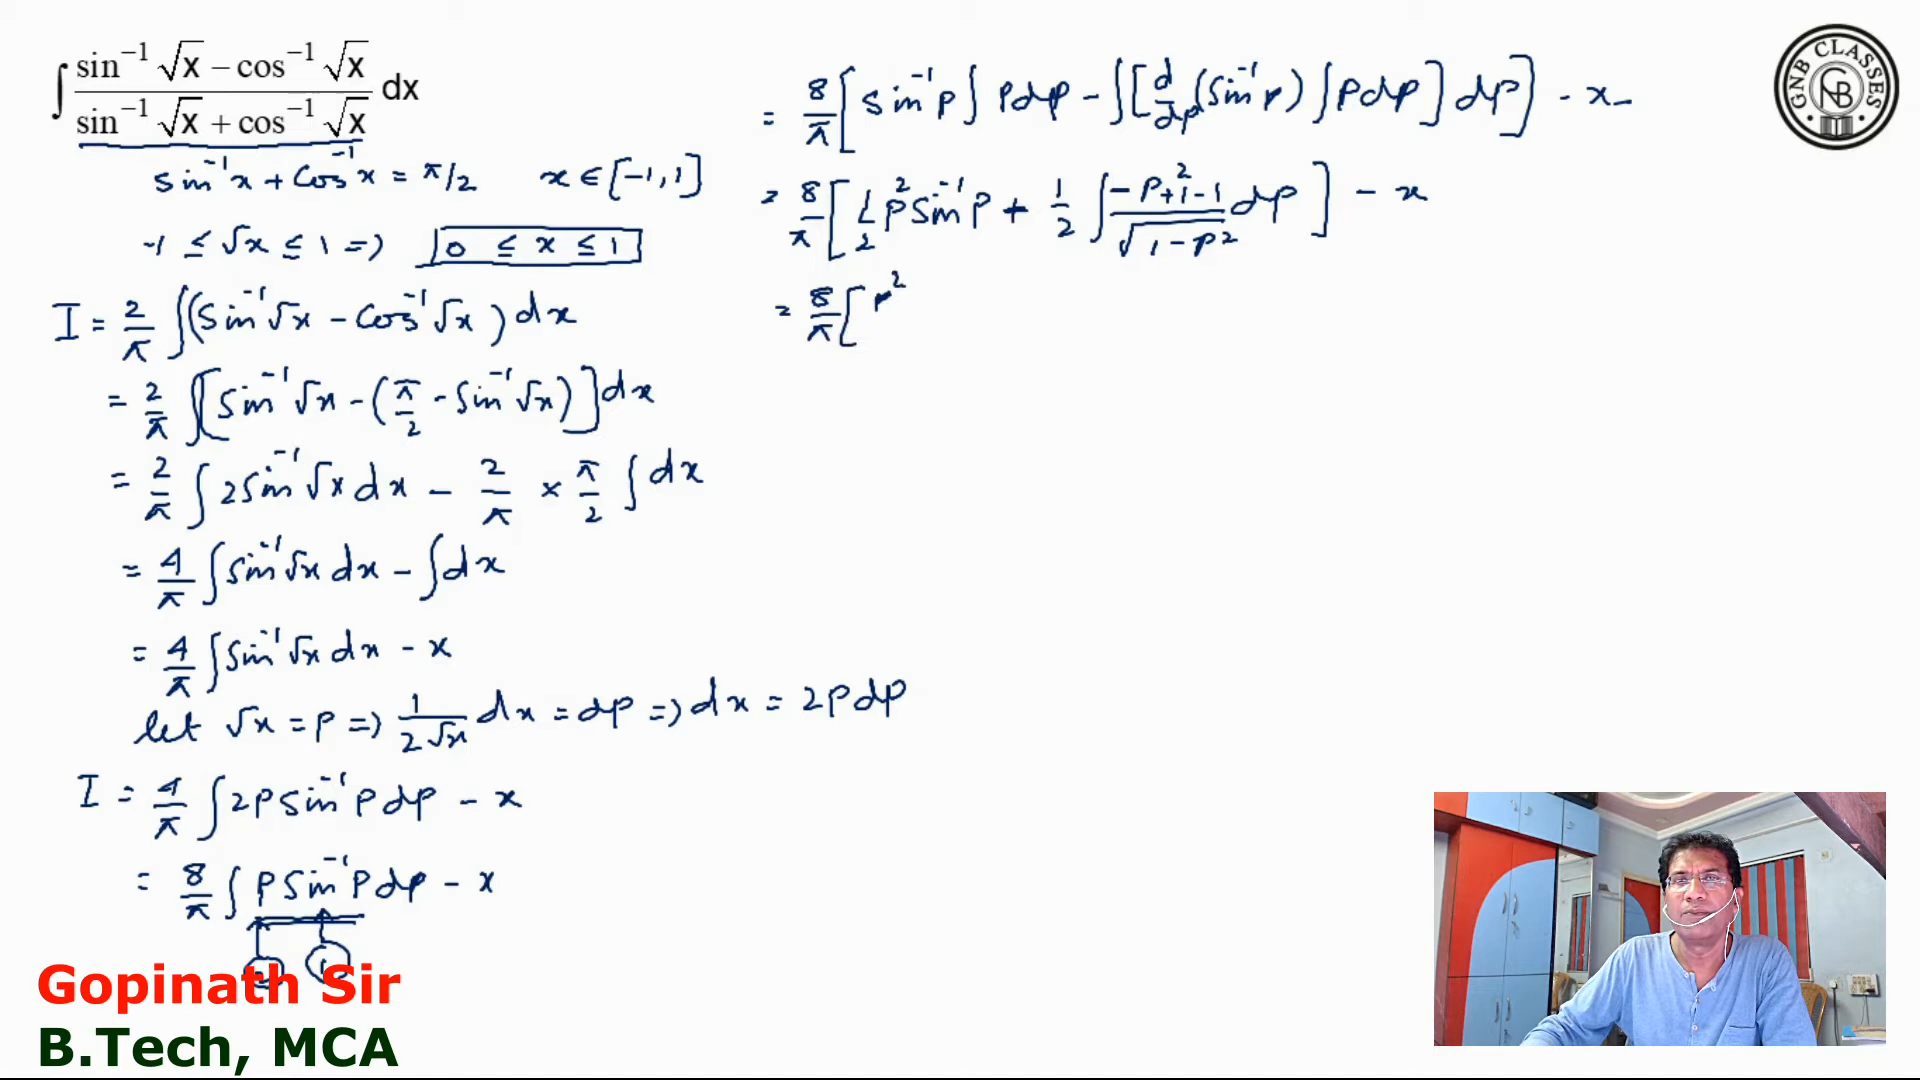 ∫ (sin⁻¹ √x − cos⁻¹ √x) / (sin⁻¹ √x + cos⁻¹ √x) dx
sin⁻¹x + cos⁻¹x = π/2   x ∈ [-1, 1]
-1 ≤ √x ≤ 1 => 0 ≤ x ≤ 1
I = 2/π ∫(sin⁻¹√x − cos⁻¹√x) dx
= 2/π ∫[sin⁻¹√x − (π/2 − sin⁻¹√x)] dx
= 2/π ∫ 2sin⁻¹√x dx − 2/π × π/2 ∫ dx
= 4/π ∫ sin⁻¹√x dx − ∫ dx
= 4/π ∫ sin⁻¹√x dx − x
let √x = p => 1/(2√x) dx = dp => dx = 2p dp
I = 4/π ∫ 2p sin⁻¹p dp − x
= 8/π ∫ p sin⁻¹p dp − x
= 8/π [sin⁻¹p ∫ p dp − ∫[d/dp (sin⁻¹p) ∫ p dp] dp] − x
= 8/π [1/2 p² sin⁻¹p + 1/2 ∫ (−p²+1−1)/√(1−p²) dp] − x
= 8/π [p²
GNB CLASSES
GNB
Gopinath Sir
B.Tech, MCA